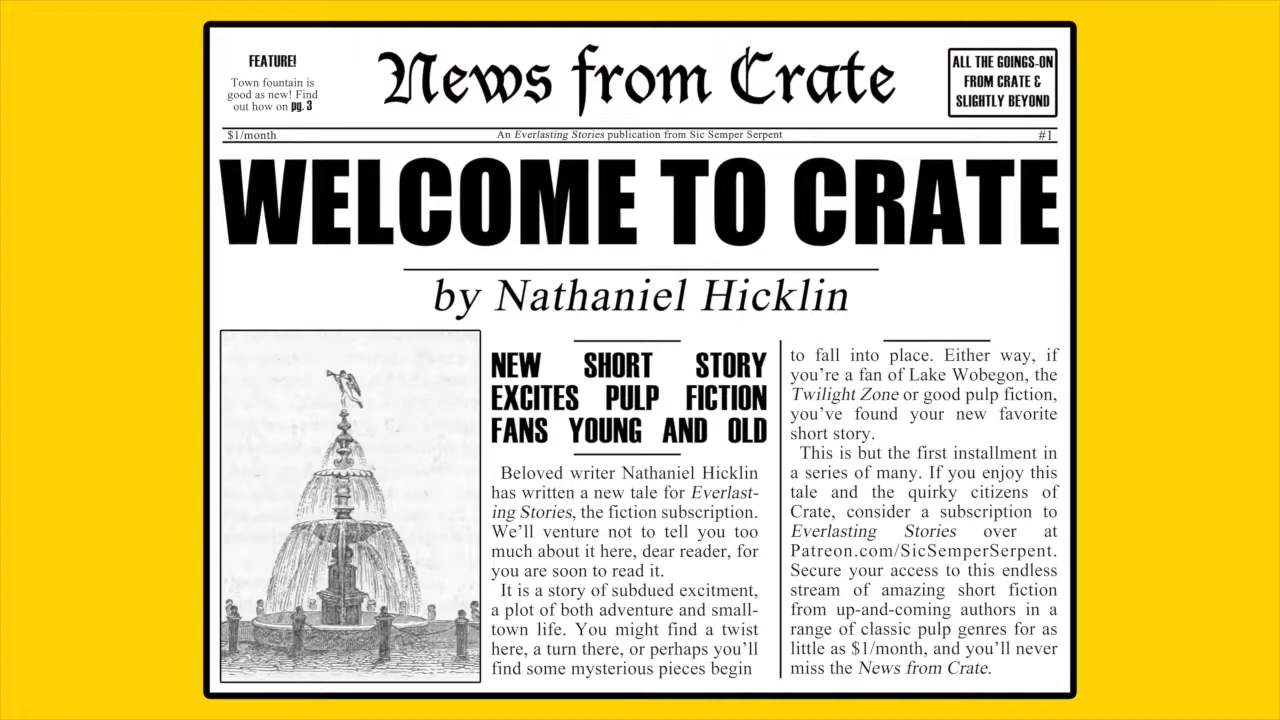 FEATURE!
Town fountain is
good as new! Find
out how on pg. 3
News from Crate
ALL THE GOINGS-ON
FROM CRATE &
SLIGHTLY BEYOND
$1/month
An Everlasting Stories publication from Sic Semper Serpent
#1
WELCOME TO CRATE
by Nathaniel Hicklin
NEW SHORT STORY
EXCITES PULP FICTION
FANS YOUNG AND OLD
Beloved writer Nathaniel Hicklin
has written a new tale for Everlast-
ing Stories, the fiction subscription.
We'll venture not to tell you too
much about it here, dear reader, for
you are soon to read it.
It is a story of subdued excitment,
a plot of both adventure and small-
town life. You might find a twist
here, a turn there, or perhaps you'll
find some mysterious pieces begin
to fall into place. Either way, if
you're a fan of Lake Wobegon, the
Twilight Zone or good pulp fiction,
you've found your new favorite
short story.
This is but the first installment in
a series of many. If you enjoy this
tale and the quirky citizens of
Crate, consider a subscription to
Everlasting Stories over at
Patreon.com/SicSemperSerpent.
Secure your access to this endless
stream of amazing short fiction
from up-and-coming authors in a
range of classic pulp genres for as
little as $1/month, and you'll never
miss the News from Crate.